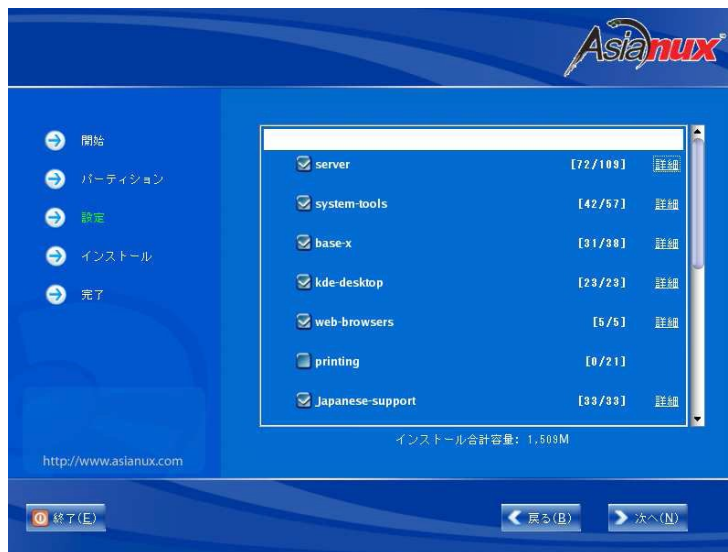 Asianux
開始
パーティション
設定
インストール
完了
server [72/109] 詳細
system-tools [42/57] 詳細
base-x [31/38] 詳細
kde-desktop [23/23] 詳細
web-browsers [5/5] 詳細
printing [0/21]
Japanese-support [33/33] 詳細
インストール合計容量: 1,509M
http://www.asianux.com
終了(E)
戻る(B)
次へ(N)